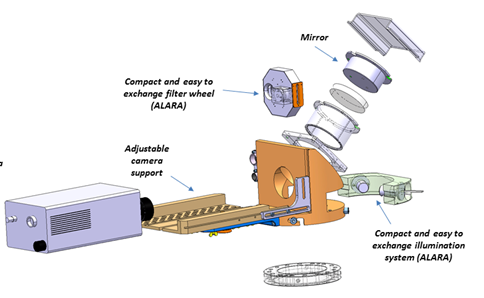 Mirror
Compact and easy to
exchange filter wheel
(ALARA)
Adjustable
camera
support
a
Compact and easy to
exchange illumination
system (ALARA)